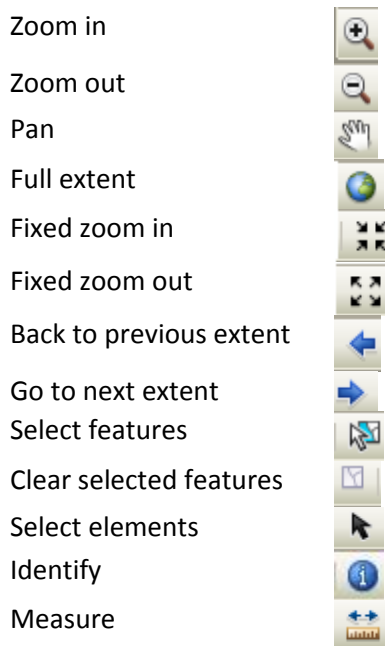 Zoom in
Zoom out
Pan
Full extent
Fixed zoom in
Fixed zoom out
Back to previous extent
Go to next extent
Select features
Clear selected features
Select elements
Identify
Measure